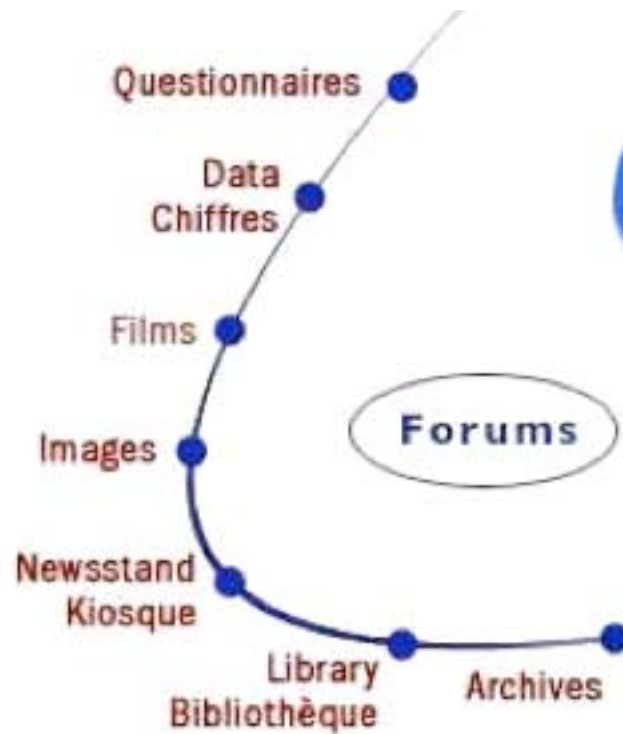 Questionnaires
Data
Chiffres
Films
Forums
Images
Newsstand
Kiosque
Library
Bibliothèque
Archives